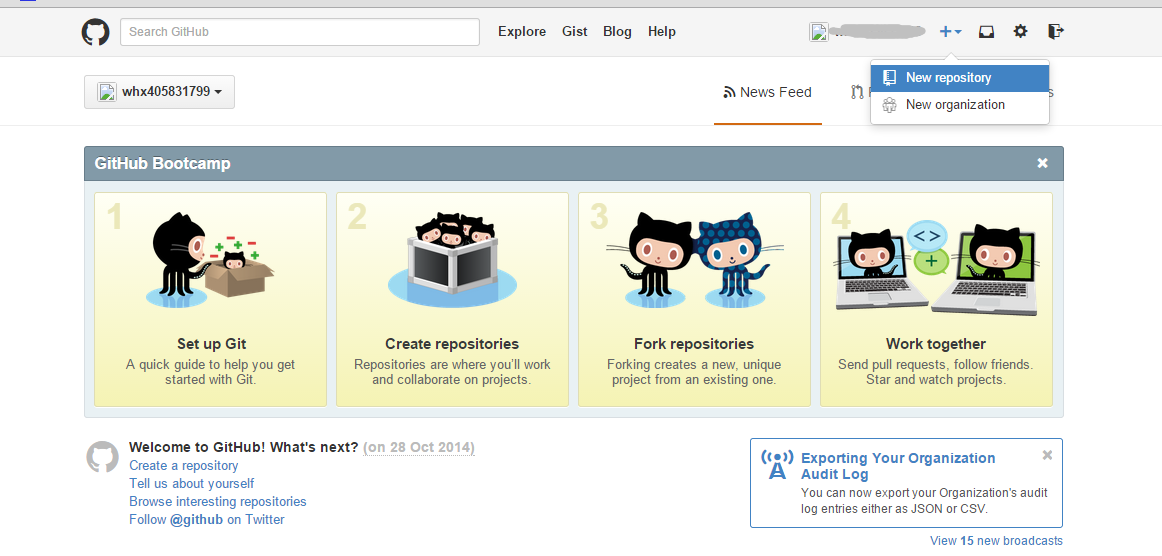 Search GitHub
Explore Gist Blog Help
New repository
New organization
whx405831799
News Feed
GitHub Bootcamp
1
2
3
4
Set up Git
A quick guide to help you get
started with Git.
Create repositories
Repositories are where you'll work
and collaborate on projects.
Fork repositories
Forking creates a new, unique
project from an existing one.
Work together
Send pull requests, follow friends.
Star and watch projects.
Welcome to GitHub! What's next? (on 28 Oct 2014)
Create a repository
Tell us about yourself
Browse interesting repositories
Follow @github on Twitter
Exporting Your Organization
Audit Log
You can now export your Organization's audit
log entries either as JSON or CSV.
View 15 new broadcasts